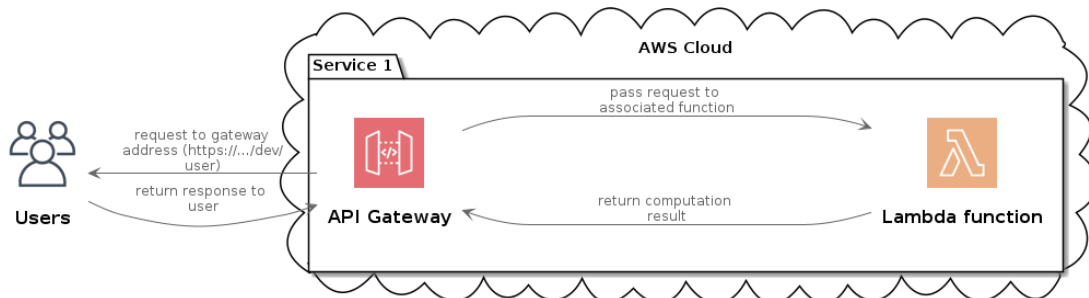 AWS Cloud
Service 1
pass request to
associated function
request to gateway
address (https://.../dev/
user)
return response to
user
return computation
result
Users
API Gateway
Lambda function